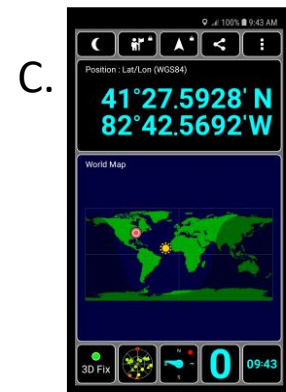 C.
100% 9:43 AM
Position : Lat/Lon (WGS84)
41°27.5928' N
82°42.5692'W
World Map
N
S
3D Fix
0
09:43